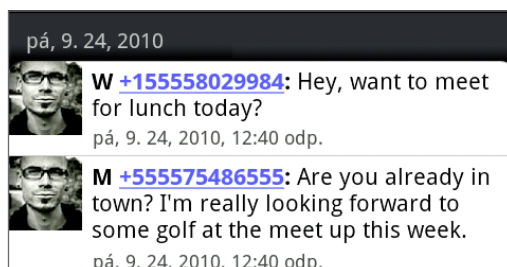 pá, 9. 24, 2010
W +155558029984: Hey, want to meet
for lunch today?
pá, 9. 24, 2010, 12:40 odp.
M +555575486555: Are you already in
town? I'm really looking forward to
some golf at the meet up this week.
pá, 9. 24, 2010, 12:40 odp.